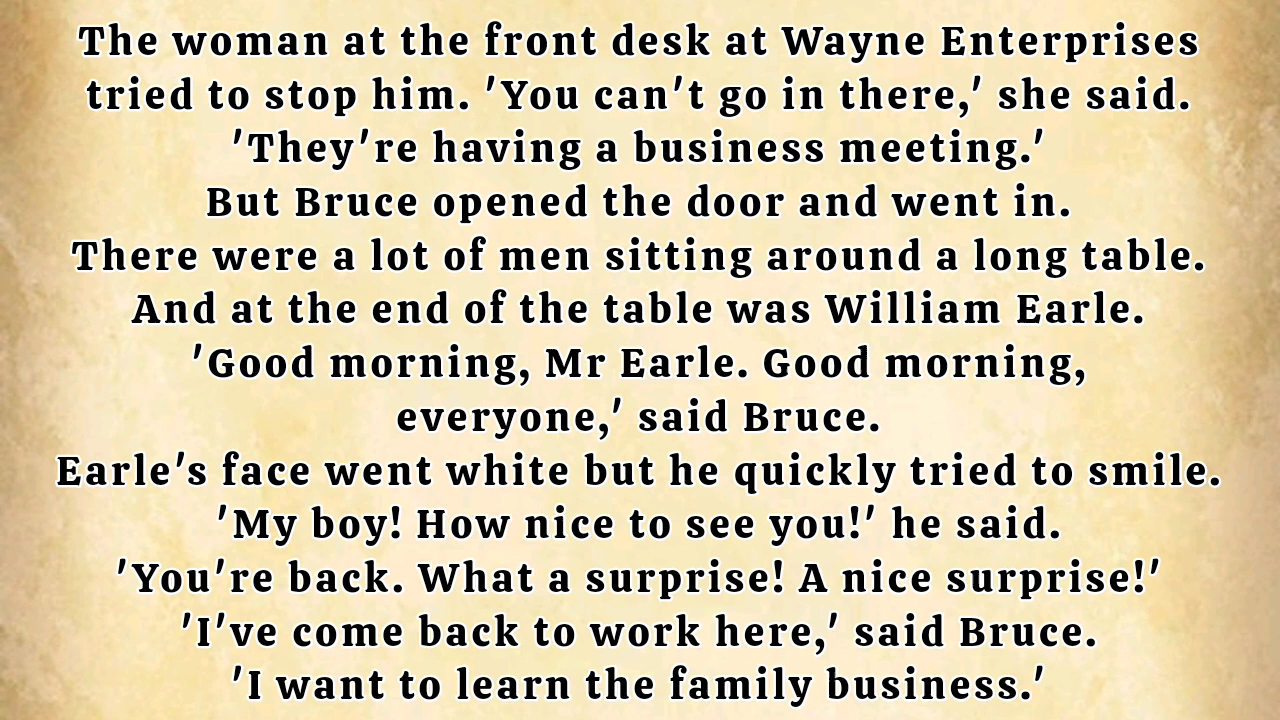 The woman at the front desk at Wayne Enterprises
tried to stop him. 'You can't go in there,' she said.
'They're having a business meeting.'
But Bruce opened the door and went in.
There were a lot of men sitting around a long table.
And at the end of the table was William Earle.
'Good morning, Mr Earle. Good morning,
everyone,' said Bruce.
Earle's face went white but he quickly tried to smile.
'My boy! How nice to see you!' he said.
'You're back. What a surprise! A nice surprise!'
'I've come back to work here,' said Bruce.
'I want to learn the family business.'